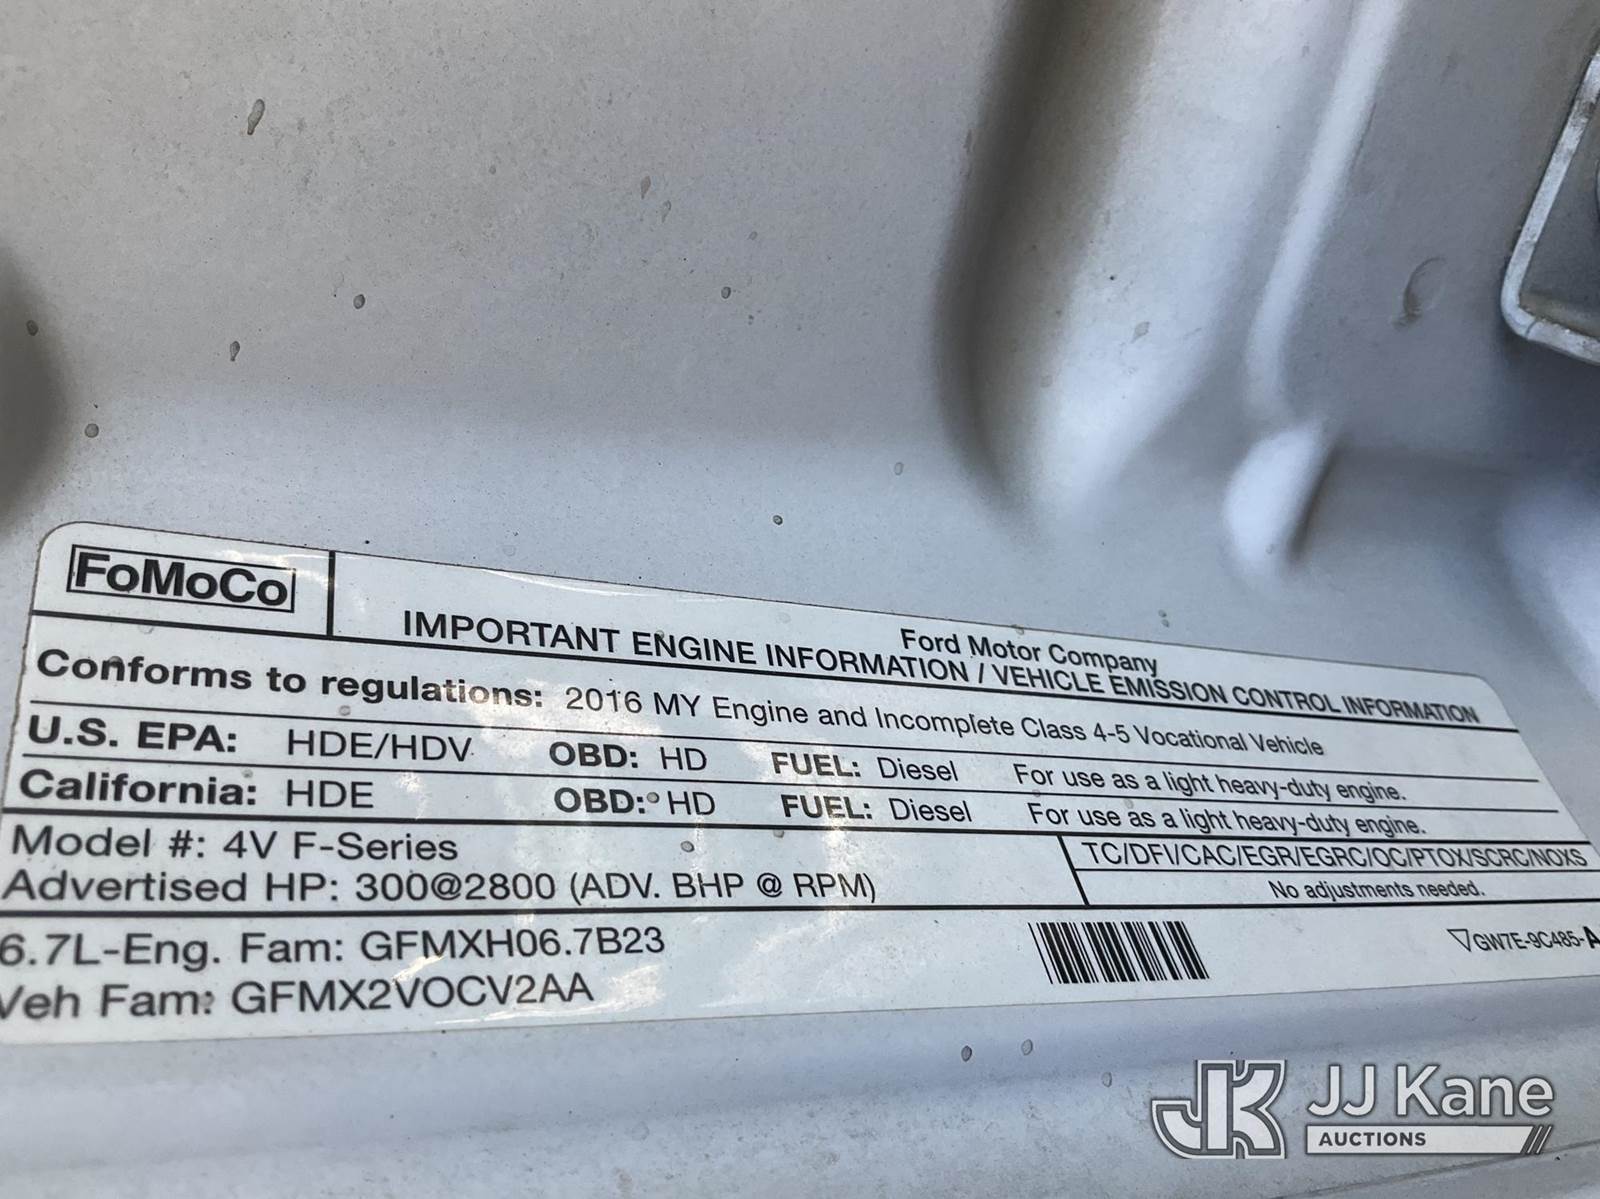 FoMoCo
Ford Motor Company
IMPORTANT ENGINE INFORMATION / VEHICLE EMISSION CONTROL INFORMATION
Conforms to regulations: 2016 MY Engine and Incomplete Class 4-5 Vocational Vehicle
U.S. EPA: HDE/HDV OBD: HD FUEL: Diesel For use as a light heavy-duty engine.
California: HDE OBD: HD FUEL: Diesel For use as a light heavy-duty engine.
Model #: 4V F-Series
TC/DFI/CAC/EGR/EGRC/OC/PTOX/SCRC/NOXS
Advertised HP: 300@2800 (ADV. BHP @ RPM)
No adjustments needed.
6.7L-Eng. Fam: GFMXH06.7B23
GW7E-9C485-A
Veh Fam: GFMX2VOCV2AA
JK
JJ Kane
AUCTIONS